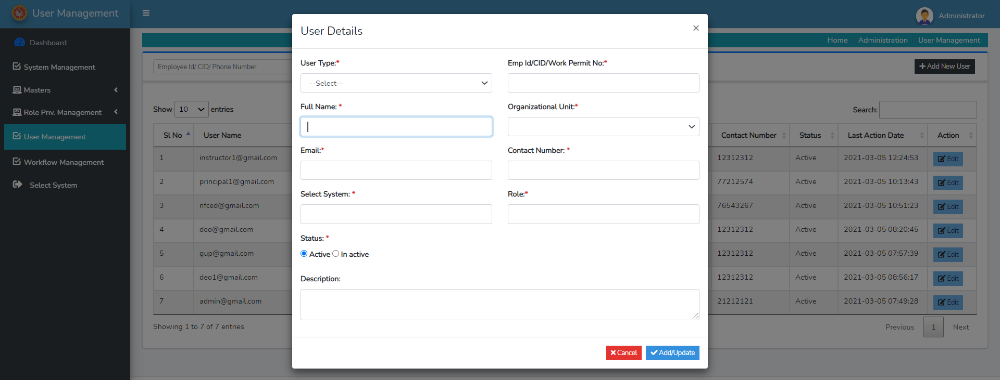 User Management
Administrator
Dashboard
System Management
Masters
Role Priv. Management
User Management
Workflow Management
Select System
Home Administration User Management
Employee Id/ CID/ Phone Number
Add New User
Show 10 entries
Search:
Sl No User Name Contact Number Status Last Action Date Action
1 instructor1@gmail.com 12312312 Active 2021-03-05 12:24:53 Edit
2 principal1@gmail.com 77212574 Active 2021-03-05 10:13:43 Edit
3 nfced@gmail.com 76543267 Active 2021-03-05 10:51:23 Edit
4 deo@gmail.com 12312312 Active 2021-03-05 08:20:45 Edit
5 gup@gmail.com 12312312 Active 2021-03-05 07:57:39 Edit
6 deo1@gmail.com 12312312 Active 2021-03-05 08:56:17 Edit
7 admin@gmail.com 21212121 Active 2021-03-05 07:49:28 Edit
Showing 1 to 7 of 7 entries
Previous 1 Next
User Details ×
User Type:* Emp Id/CID/Work Permit No:*
--Select--
Full Name: * Organizational Unit:*
Email:* Contact Number: *
Select System: * Role:*
Status: *
Active In active
Description:
Cancel Add/Update